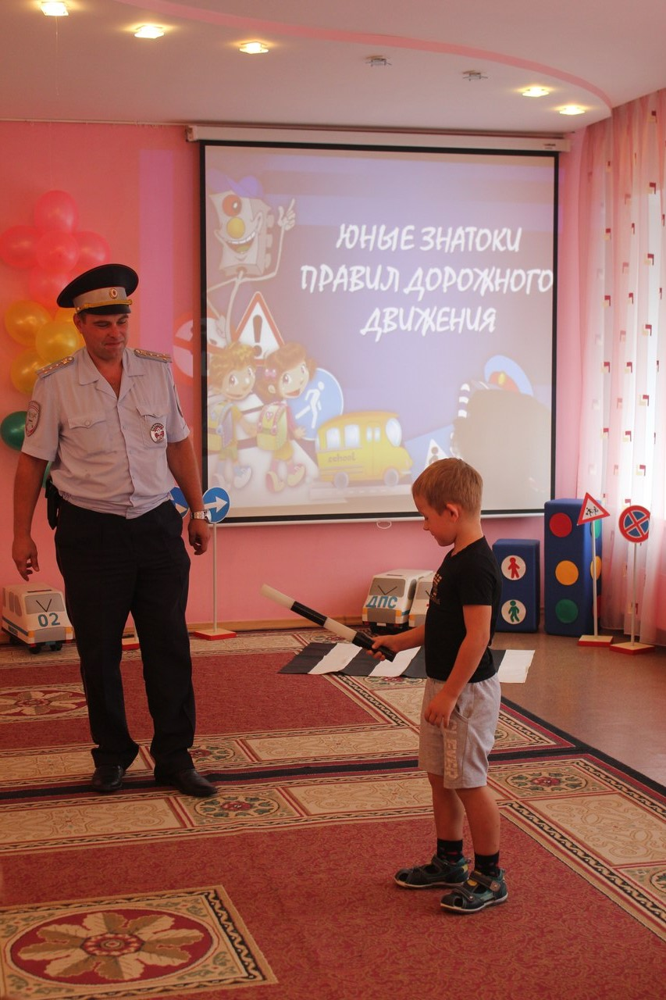 ЮНЫЕ ЗНАТОКИ
ПРАВИЛ ДОРОЖНОГО
ДВИЖЕНИЯ
school
02
ДПС